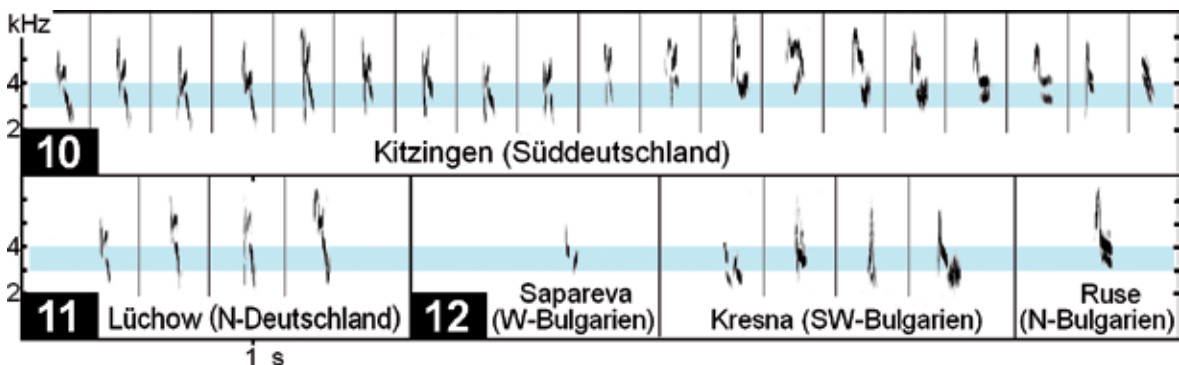 kHz
4
2
10
Kitzingen (Süddeutschland)
4
2
11
Lüchow (N-Deutschland)
12
Sapareva
(W-Bulgarien)
Kresna (SW-Bulgarien)
Ruse
(N-Bulgarien)
1 s